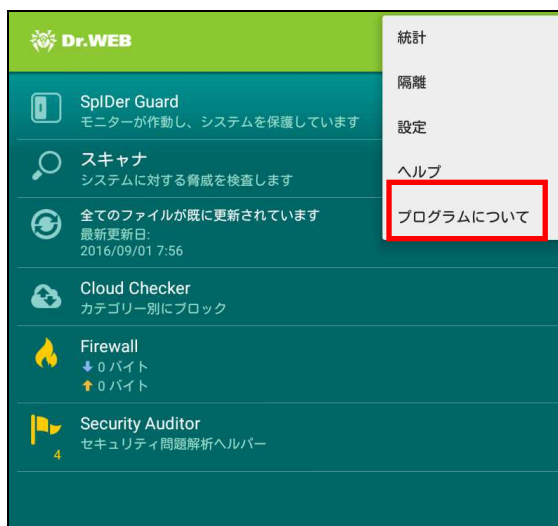 Dr.WEB
統計
隔離
設定
ヘルプ
プログラムについて
SpIDer Guard
モニターが作動し、システムを保護しています
スキャナ
システムに対する脅威を検査します
全てのファイルが既に更新されています
最新更新日:
2016/09/01 7:56
Cloud Checker
カテゴリー別にブロック
Firewall
0 バイト
0 バイト
Security Auditor
セキュリティ問題解析ヘルパー
4